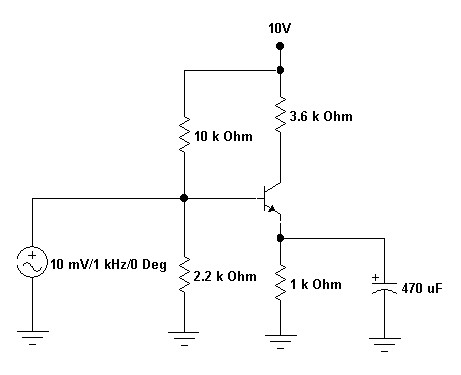 10V
3.6 k Ohm
10 k Ohm
10 mV/1 kHz/0 Deg
2.2 k Ohm
1 k Ohm
+
470 uF
+